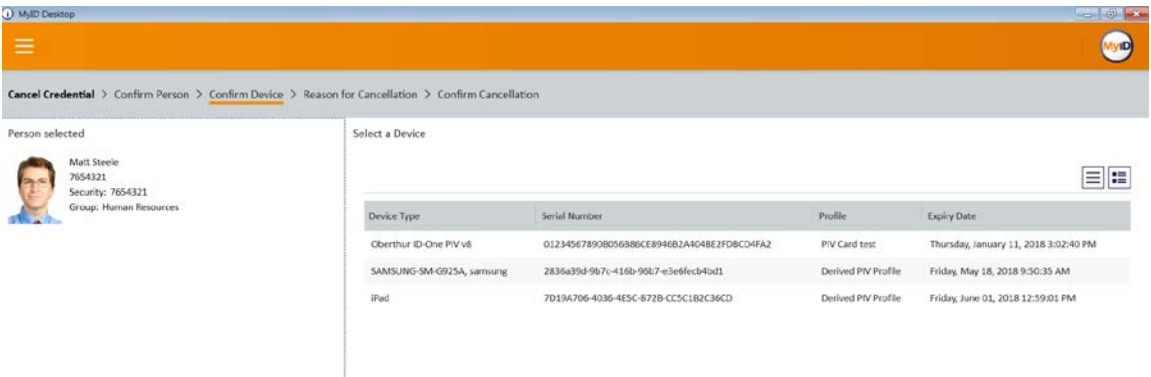 MyID Desktop
MyID
Cancel Credential > Confirm Person > Confirm Device > Reason for Cancellation > Confirm Cancellation
Person selected
Matt Steele
7654321
Security: 7654321
Group: Human Resources
Select a Device
Device Type Serial Number Profile Expiry Date
Oberthur ID-One PIV v8 PIV Card test Thursday, January 11, 2018 3:02:40 PM
SAMSUNG-SM-G925A, samsung 2836a39d-9b7c-416b-96b7-e3e6fecb4bd1 Derived PIV Profile Friday, May 18, 2018 9:50:35 AM
iPad 7D19A706-4036-4E5C-872B-CC5C1B2C36CD Derived PIV Profile Friday, June 01, 2018 12:59:01 PM